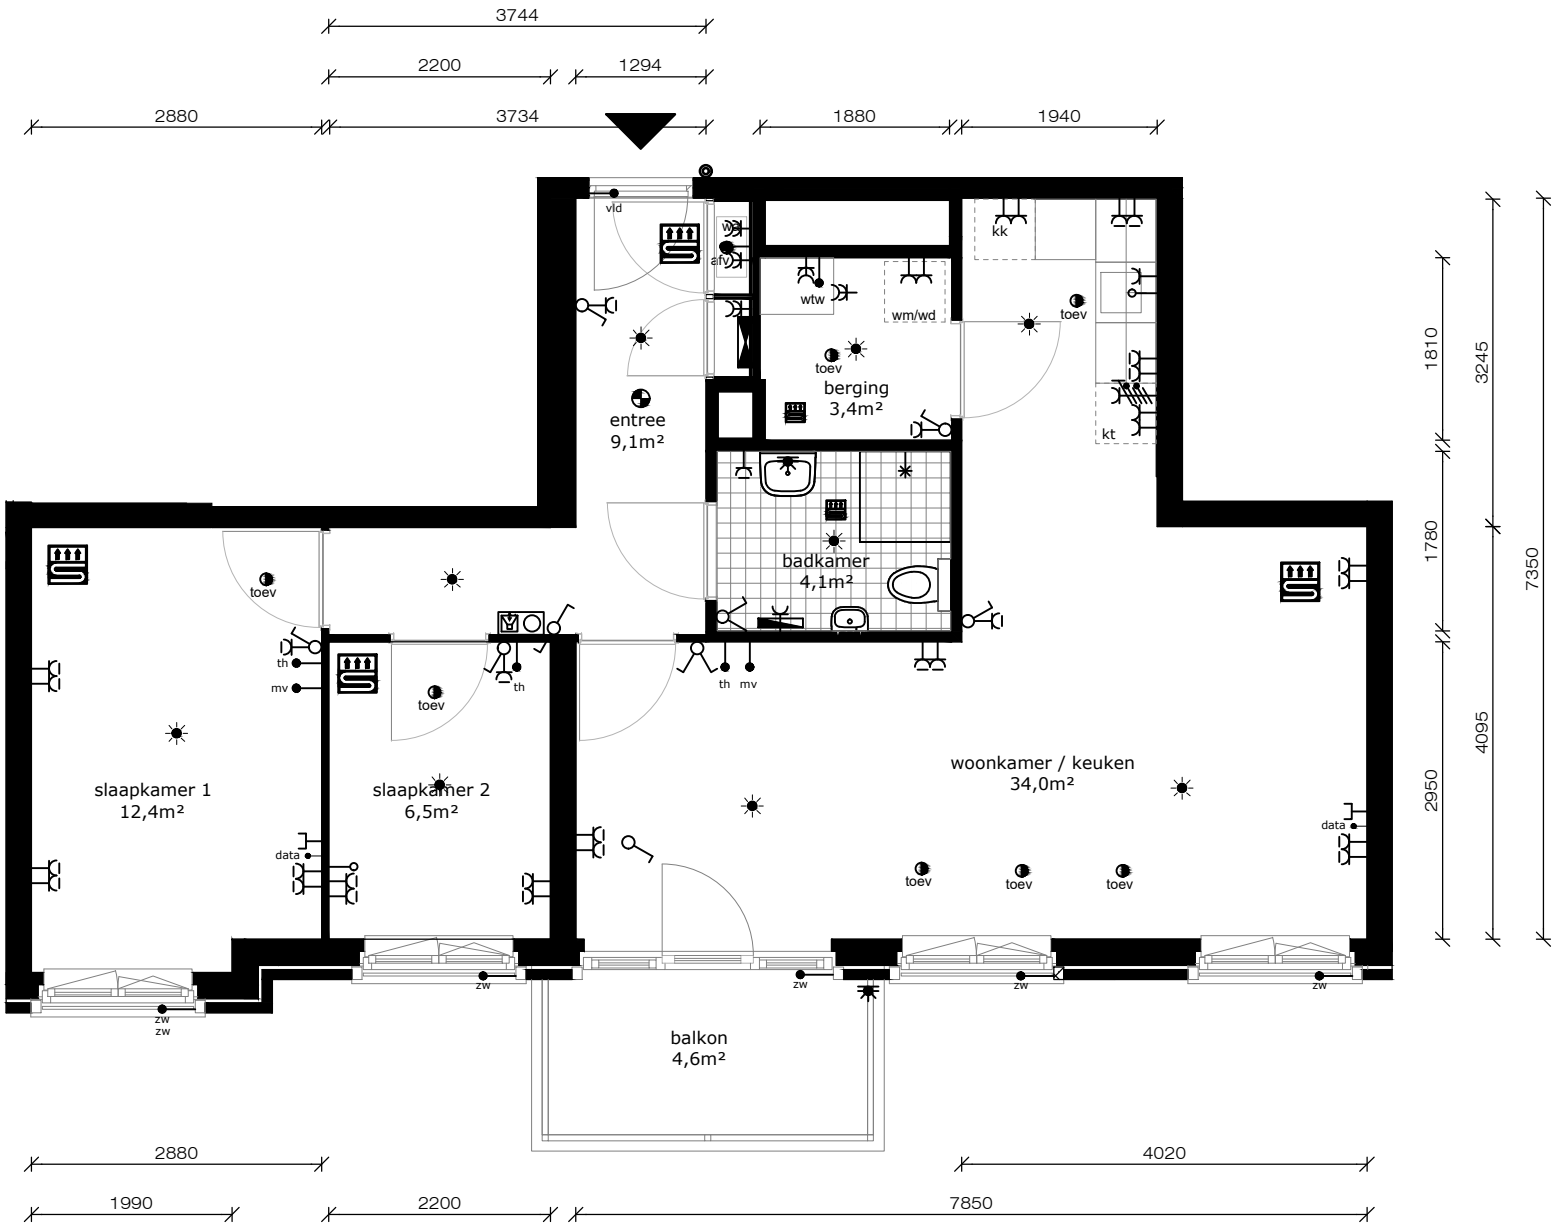 3744
2200
1294
2880
3734
1880
1940
vld
kk
afv
wtw
wm/wd
toev
toev
berging
3,4m²
entree
9,1m²
kt
1810
3245
7350
1780
4095
2950
toev
badkamer
4,1m²
th
mv
toev
th
th
mv
slaapkamer 1
12,4m²
slaapkamer 2
6,5m²
woonkamer / keuken
34,0m²
data
data
toev
toev
toev
zw
zw
zw
zw
zw
zw
balkon
4,6m²
2880
4020
1990
2200
7850